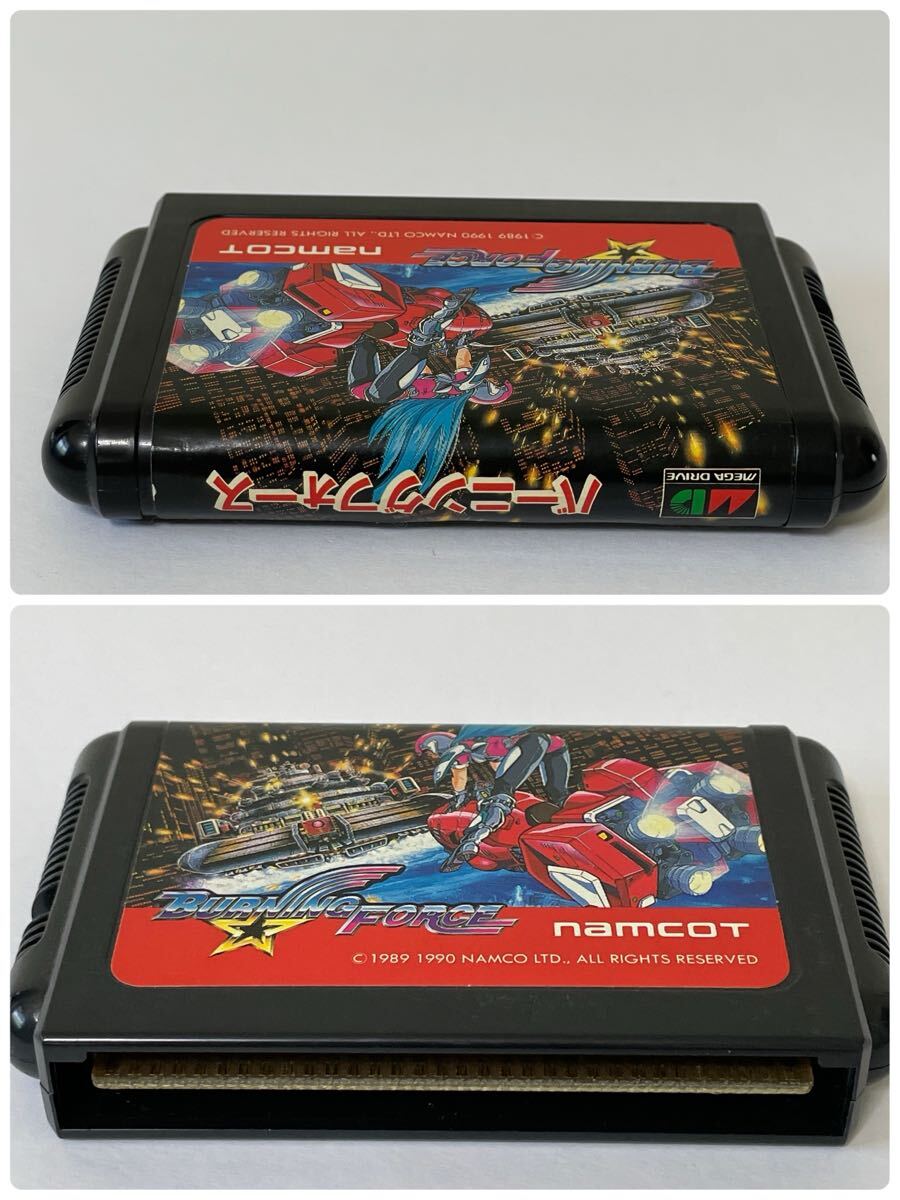 ©1989 1990 NAMCO LTD., ALL RIGHTS RESERVED
namcoT
BURNING FORCE
バーニングフォース
MD
MEGA DRIVE
BURNING FORCE
namcoT
©1989 1990 NAMCO LTD., ALL RIGHTS RESERVED